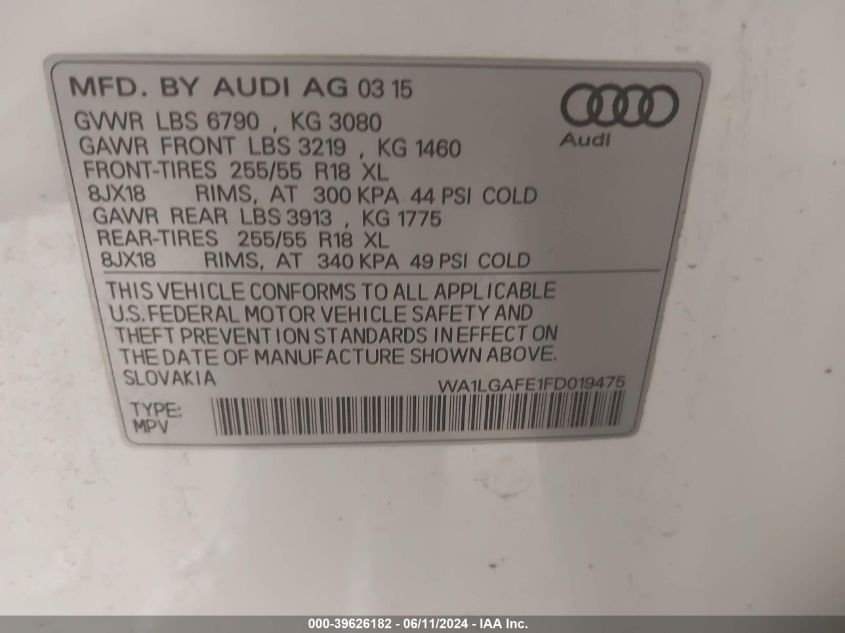 MFD. BY AUDI AG 03 15
GVWR LBS 6790 , KG 3080
GAWR FRONT LBS 3219 , KG 1460
FRONT-TIRES 255/55 R18 XL
8JX18 RIMS, AT 300 KPA 44 PSI COLD
GAWR REAR LBS 3913 , KG 1775
REAR-TIRES 255/55 R18 XL
8JX18 RIMS, AT 340 KPA 49 PSI COLD
Audi
THIS VEHICLE CONFORMS TO ALL APPLICABLE
U.S. FEDERAL MOTOR VEHICLE SAFETY AND
THEFT PREVENTION STANDARDS IN EFFECT ON
THE DATE OF MANUFACTURE SHOWN ABOVE.
SLOVAKIA
WA1LGAFE1FD019475
TYPE:
MPV
000-39626182 - 06/11/2024 - IAA Inc.